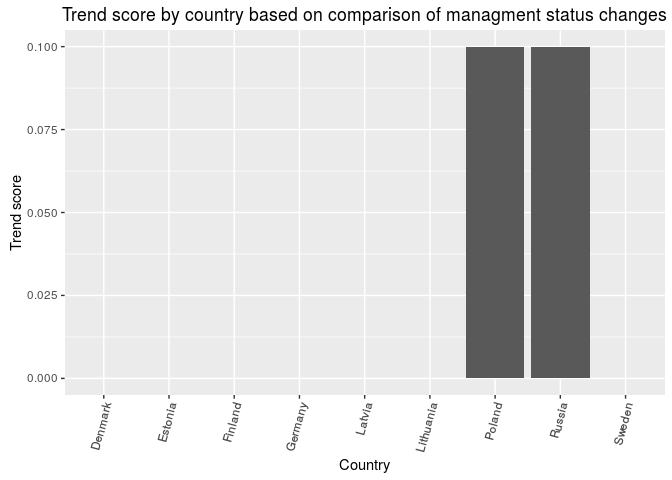 Trend score by country based on comparison of managment status changes
0.100
0.075
0.050
0.025
0.000
Trend score
Denmark
Estonia
Finland
Germany
Latvia
Lithuania
Poland
Russia
Sweden
Country